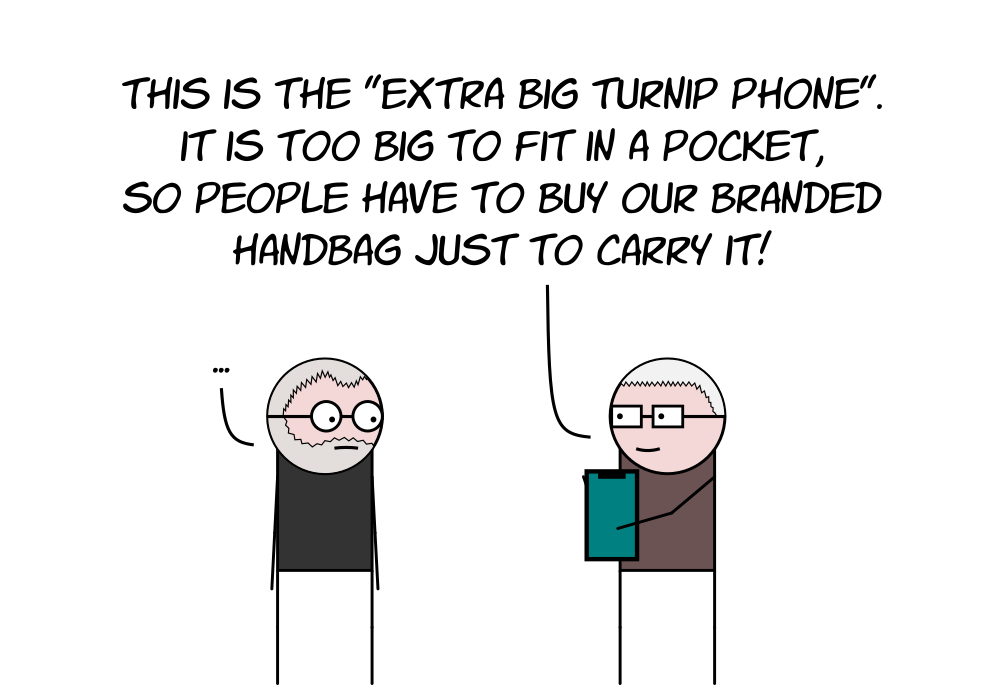 THIS IS THE "EXTRA BIG TURNIP PHONE".
IT IS TOO BIG TO FIT IN A POCKET,
SO PEOPLE HAVE TO BUY OUR BRANDED
HANDBAG JUST TO CARRY IT!
...